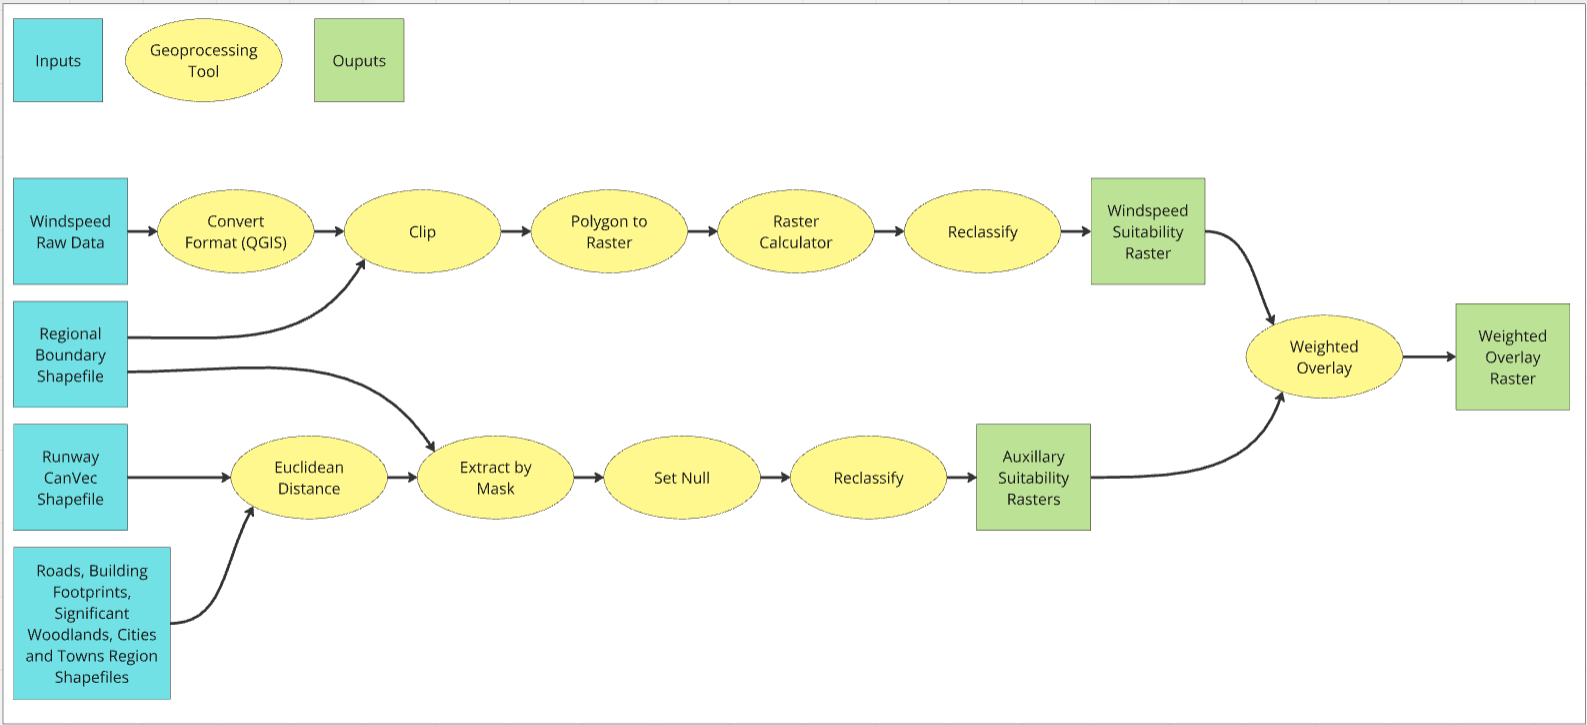 Inputs
Geoprocessing
Tool
Ouputs
Windspeed
Raw Data
Convert
Format (QGIS)
Clip
Polygon to
Raster
Raster
Calculator
Reclassify
Windspeed
Suitability
Raster
Regional
Boundary
Shapefile
Weighted
Overlay
Weighted
Overlay
Raster
Runway
CanVec
Shapefile
Euclidean
Distance
Extract by
Mask
Set Null
Reclassify
Auxillary
Suitability
Rasters
Roads, Building
Footprints,
Significant
Woodlands, Cities
and Towns Region
Shapefiles